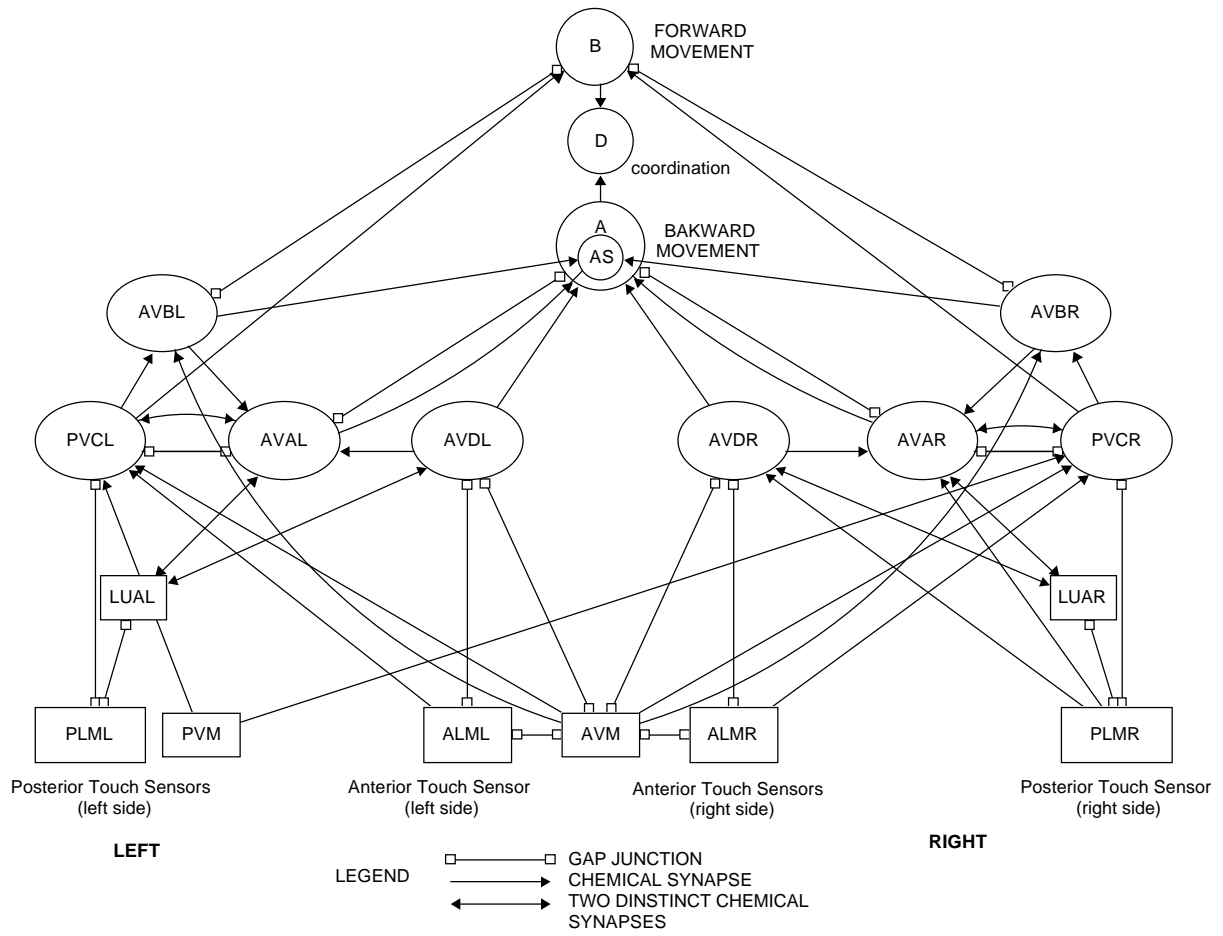 B
FORWARD
MOVEMENT
D
coordination
A
BAKWARD
MOVEMENT
AS
AVBL
AVBR
PVCL
AVAL
AVDL
AVDR
AVAR
PVCR
LUAL
LUAR
PLML
PVM
ALML
AVM
ALMR
PLMR
Posterior Touch Sensors
(left side)
Anterior Touch Sensor
(left side)
Anterior Touch Sensors
(right side)
Posterior Touch Sensor
(right side)
LEFT
RIGHT
LEGEND
GAP JUNCTION
CHEMICAL SYNAPSE
TWO DINSTINCT CHEMICAL
SYNAPSES